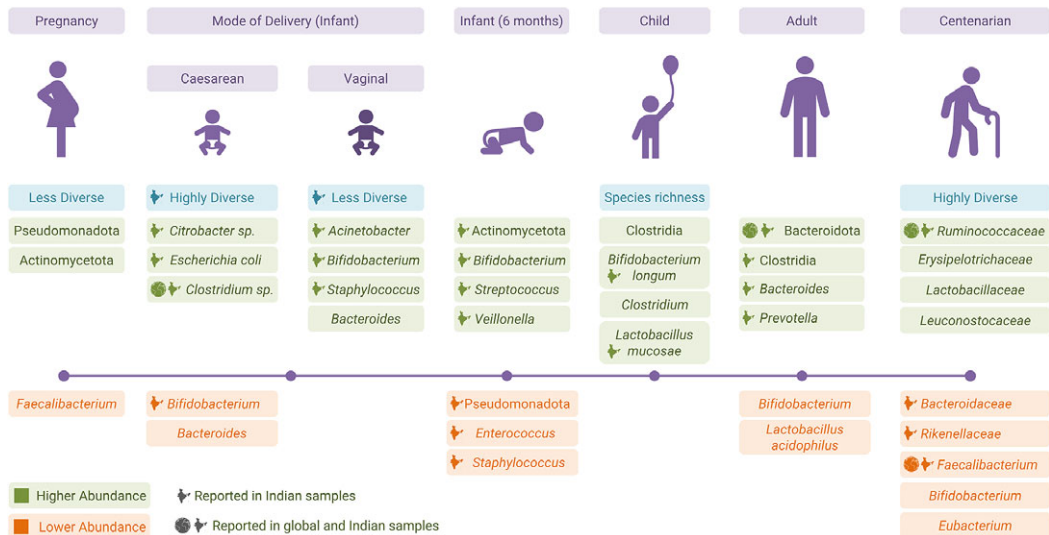 Pregnancy
Mode of Delivery (Infant)
Infant (6 months)
Child
Adult
Centenarian
Caesarean
Vaginal
Less Diverse
Highly Diverse
Less Diverse
Species richness
Highly Diverse
Pseudomonadota
Actinomycetota
Citrobacter sp.
Escherichia coli
Clostridium sp.
Acinetobacter
Bifidobacterium
Staphylococcus
Bacteroides
Actinomycetota
Bifidobacterium
Streptococcus
Veillonella
Clostridia
Bifidobacterium
longum
Clostridium
Lactobacillus
mucosae
Bacteroidota
Clostridia
Bacteroides
Prevotella
Ruminococcaceae
Erysipelotrichaceae
Lactobacillaceae
Leuconostocaceae
Faecalibacterium
Bifidobacterium
Bacteroides
Pseudomonadota
Enterococcus
Staphylococcus
Bifidobacterium
Lactobacillus
acidophilus
Bacteroidaceae
Rikenellaceae
Faecalibacterium
Bifidobacterium
Eubacterium
Higher Abundance
Reported in Indian samples
Lower Abundance
Reported in global and Indian samples